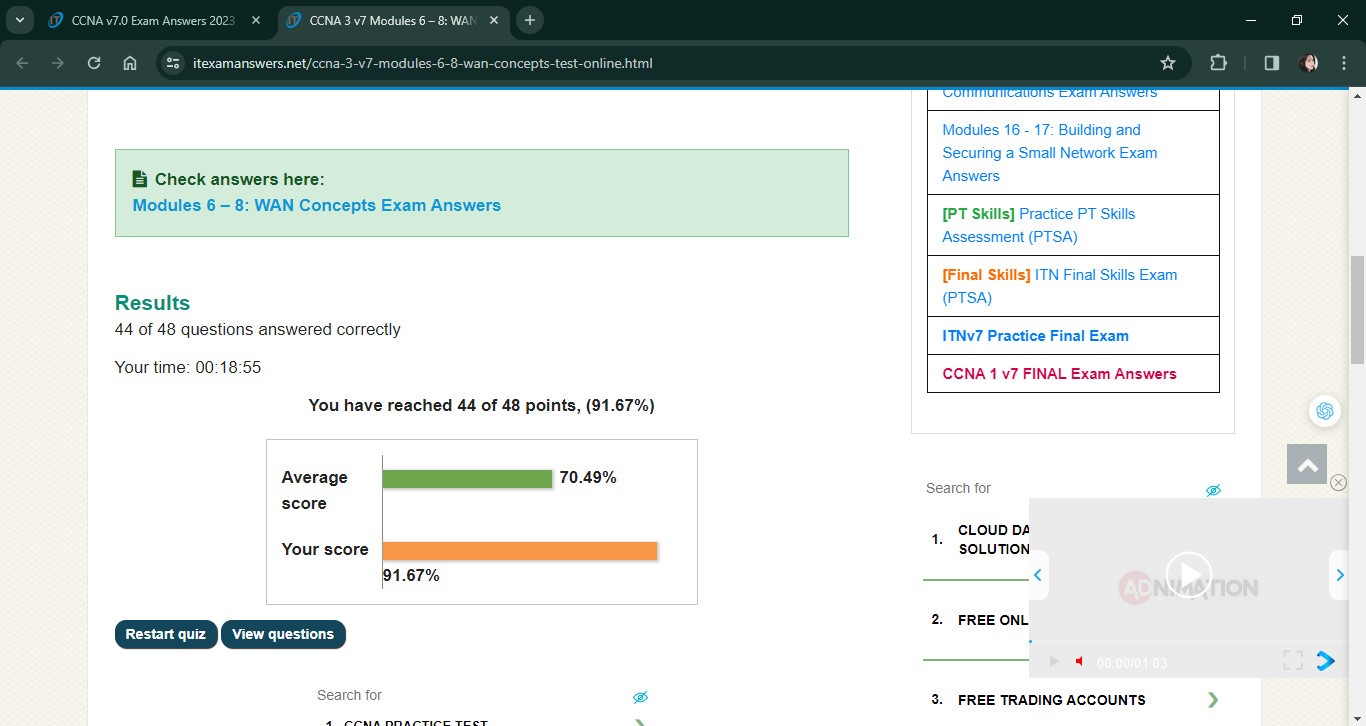 CCNA v7.0 Exam Answers 2023
CCNA 3 v7 Modules 6 – 8: WAN
itexamanswers.net/ccna-3-v7-modules-6-8-wan-concepts-test-online.html
Communications Exam Answers
Modules 16 - 17: Building and
Securing a Small Network Exam
Answers
[PT Skills] Practice PT Skills
Assessment (PTSA)
[Final Skills] ITN Final Skills Exam
(PTSA)
ITNv7 Practice Final Exam
CCNA 1 v7 FINAL Exam Answers
Check answers here:
Modules 6 – 8: WAN Concepts Exam Answers
Results
44 of 48 questions answered correctly
Your time: 00:18:55
You have reached 44 of 48 points, (91.67%)
Average
score
70.49%
Your score
91.67%
Restart quiz
View questions
Search for
1. CCNA PRACTICE TEST
Search for
1. CLOUD DA
SOLUTION
2. FREE ONL
3. FREE TRADING ACCOUNTS
ADNIMATION
00:00/01:03